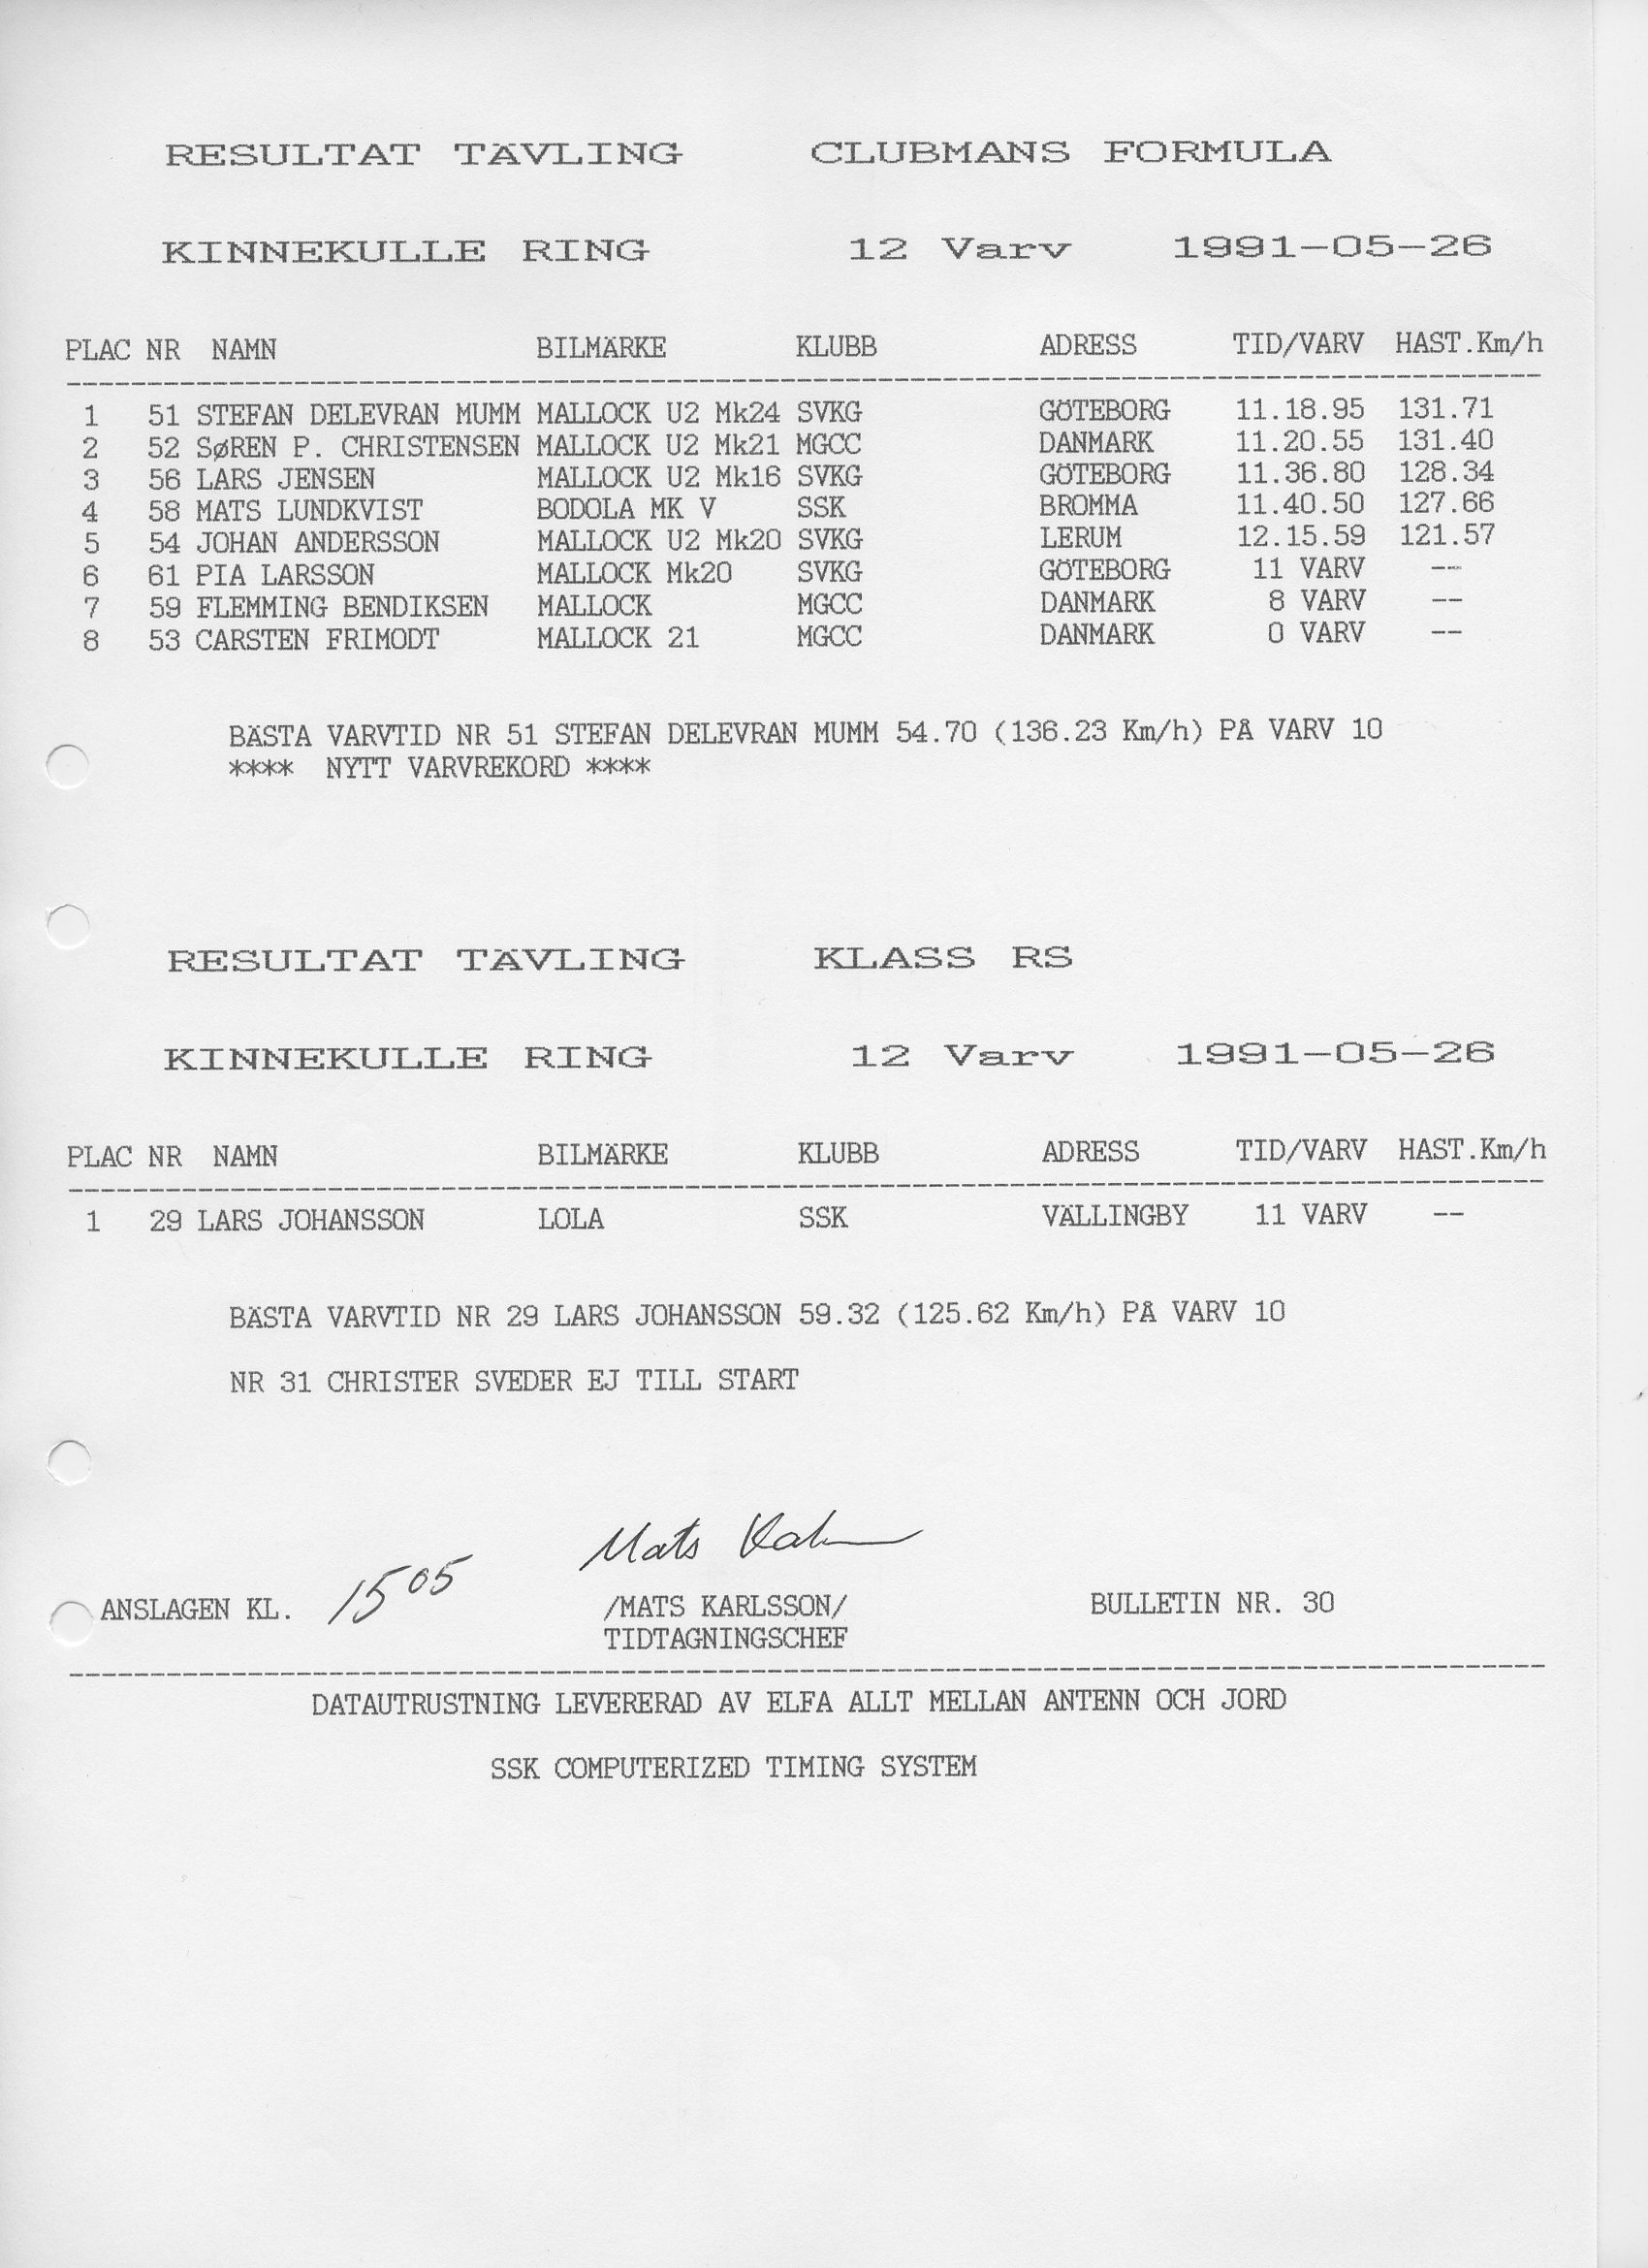 RESULTAT TÄVLING CLUBMANS FORMULA
KINNEKULLE RING 12 Varv 1991-05-26
PLAC NR NAMN BILMÄRKE KLUBB ADRESS TID/VARV HAST.Km/h
1 51 STEFAN DELEVRAN MUMM MALLOCK U2 Mk24 SVKG GÖTEBORG 11.18.95 131.71
2 52 SøREN P. CHRISTENSEN MALLOCK U2 Mk21 MGCC DANMARK 11.20.55 131.40
3 56 LARS JENSEN MALLOCK U2 Mk16 SVKG GÖTEBORG 11.36.80 128.34
4 58 MATS LUNDKVIST BODOLA MK V SSK BROMMA 11.40.50 127.66
5 54 JOHAN ANDERSSON MALLOCK U2 Mk20 SVKG LERUM 12.15.59 121.57
6 61 PIA LARSSON MALLOCK Mk20 SVKG GÖTEBORG 11 VARV --
7 59 FLEMMING BENDIKSEN MALLOCK MGCC DANMARK 8 VARV --
8 53 CARSTEN FRIMODT MALLOCK 21 MGCC DANMARK 0 VARV --
BÄSTA VARVTID NR 51 STEFAN DELEVRAN MUMM 54.70 (136.23 Km/h) PÅ VARV 10
**** NYTT VARVREKORD ****
RESULTAT TÄVLING KLASS RS
KINNEKULLE RING 12 Varv 1991-05-26
PLAC NR NAMN BILMÄRKE KLUBB ADRESS TID/VARV HAST.Km/h
1 29 LARS JOHANSSON LOLA SSK VÄLLINGBY 11 VARV --
BÄSTA VARVTID NR 29 LARS JOHANSSON 59.32 (125.62 Km/h) PÅ VARV 10
NR 31 CHRISTER SVEDER EJ TILL START
Mats
ANSLAGEN KL. 15 05 /MATS KARLSSON/ BULLETIN NR. 30
TIDTAGNINGSCHEF
DATAUTRUSTNING LEVERERAD AV ELFA ALLT MELLAN ANTENN OCH JORD
SSK COMPUTERIZED TIMING SYSTEM